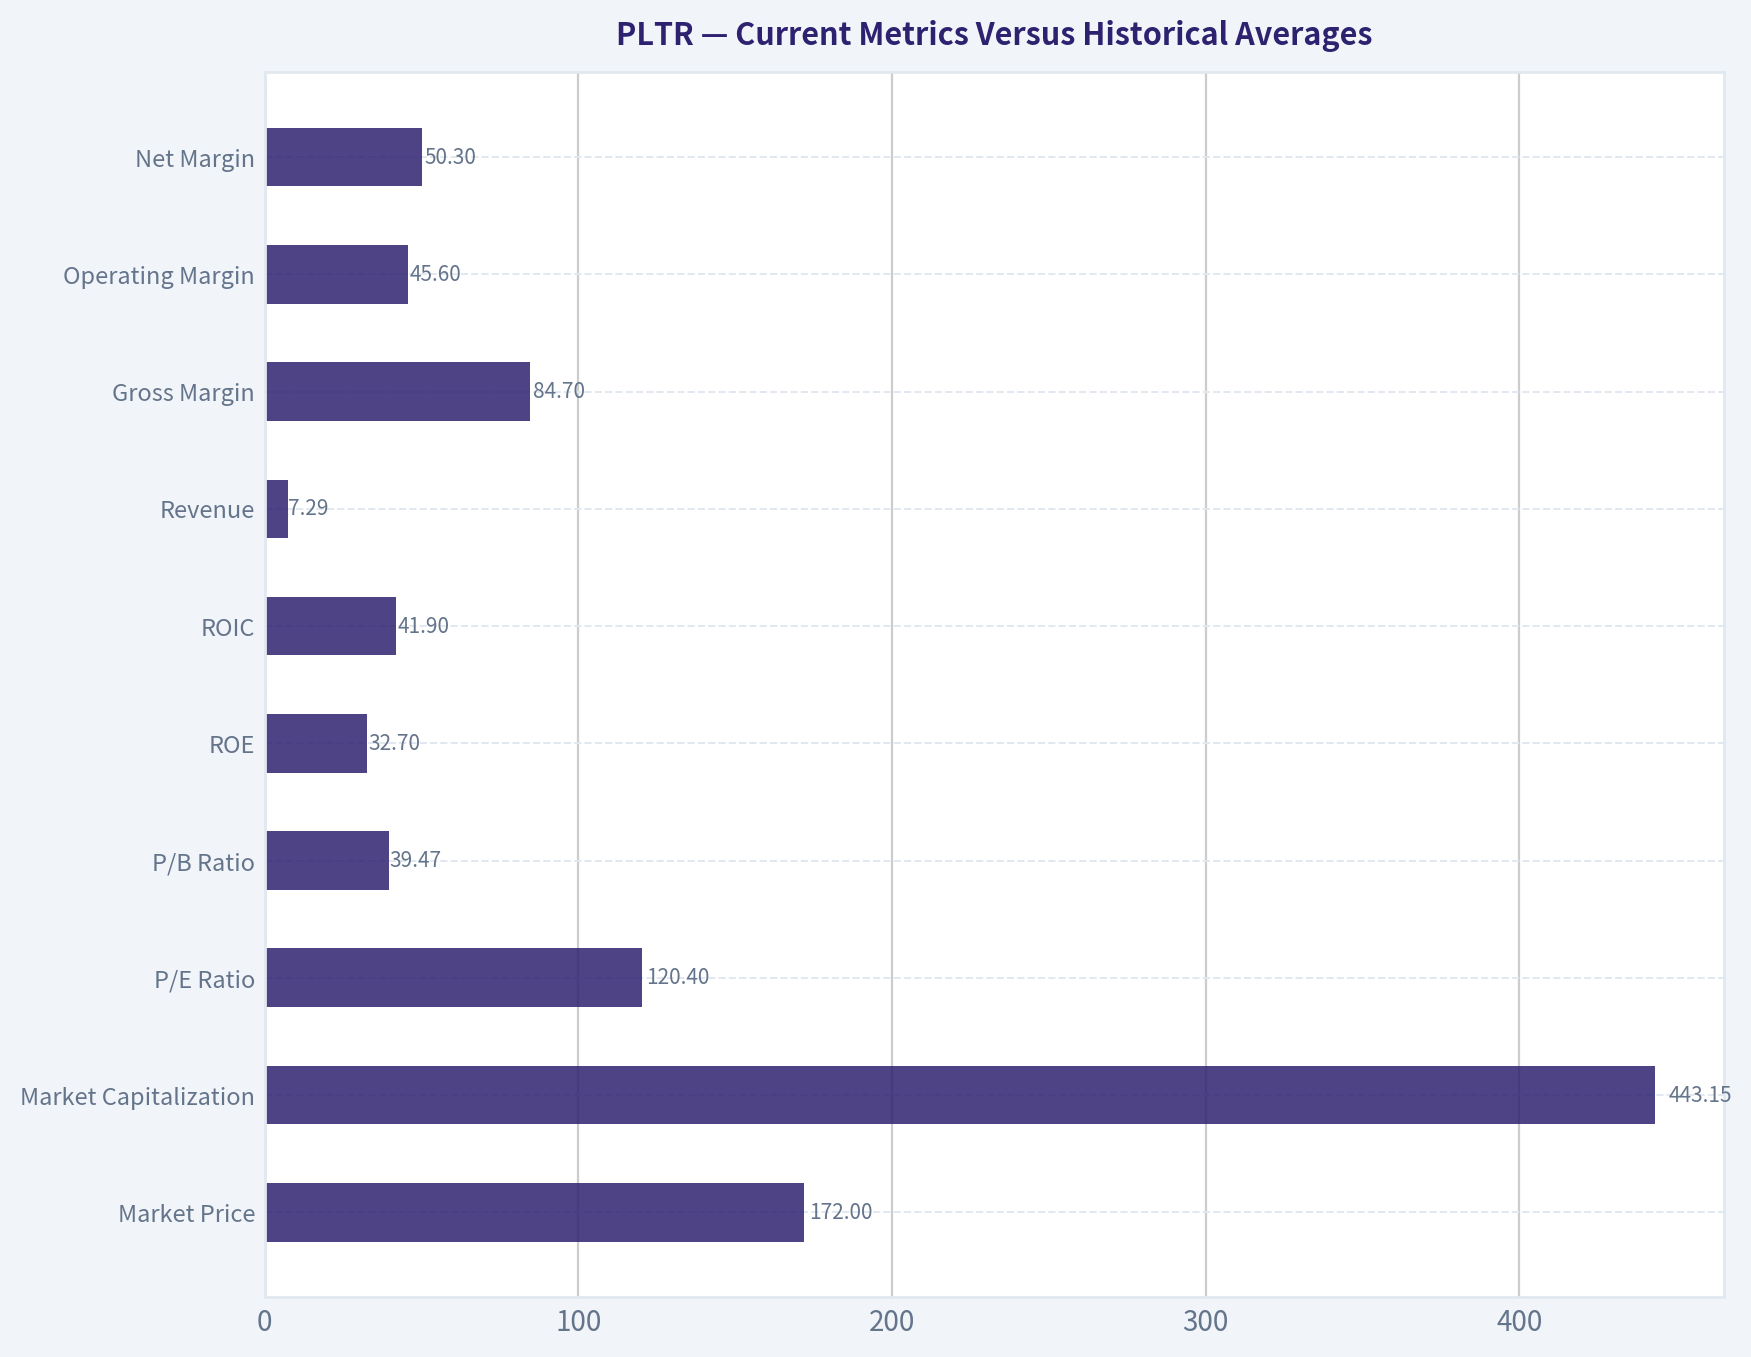 PLTR — Current Metrics Versus Historical Averages
Net Margin
50.30
Operating Margin
45.60
Gross Margin
84.70
Revenue
7.29
ROIC
41.90
ROE
32.70
P/B Ratio
39.47
P/E Ratio
120.40
Market Capitalization
443.15
Market Price
172.00
0 100 200 300 400